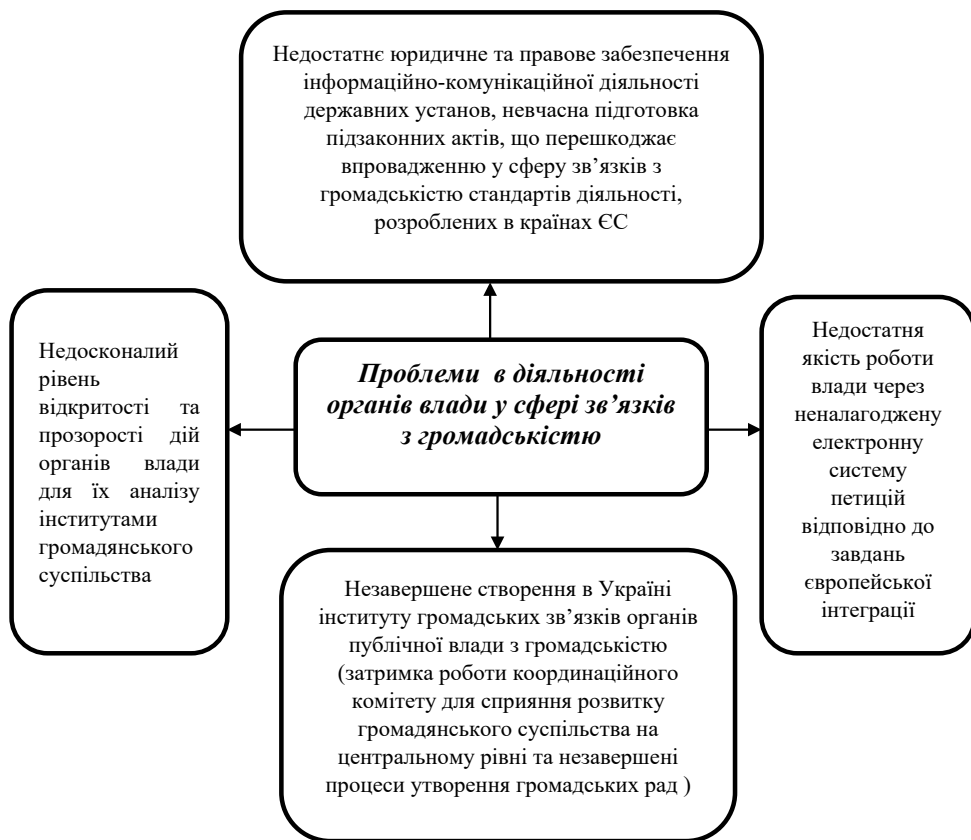 Недостатнє юридичне та правове забезпечення
інформаційно-комунікаційної діяльності
державних установ, невчасна підготовка
підзаконних актів, що перешкоджає
впровадженню у сферу зв’язків з
громадськістю стандартів діяльності,
розроблених в країнах ЄС
Недосконалий
рівень
відкритості та
прозорості дій
органів влади
для їх аналізу
інститутами
громадянського
суспільства
Проблеми в діяльності
органів влади у сфері зв’язків
з громадськістю
Недостатня
якість роботи
влади через
неналагоджену
електронну
систему
петицій
відповідно до
завдань
європейської
інтеграції
Незавершене створення в Україні
інституту громадських зв’язків органів
публічної влади з громадськістю
(затримка роботи координаційного
комітету для сприяння розвитку
громадянського суспільства на
центральному рівні та незавершені
процеси утворення громадських рад )